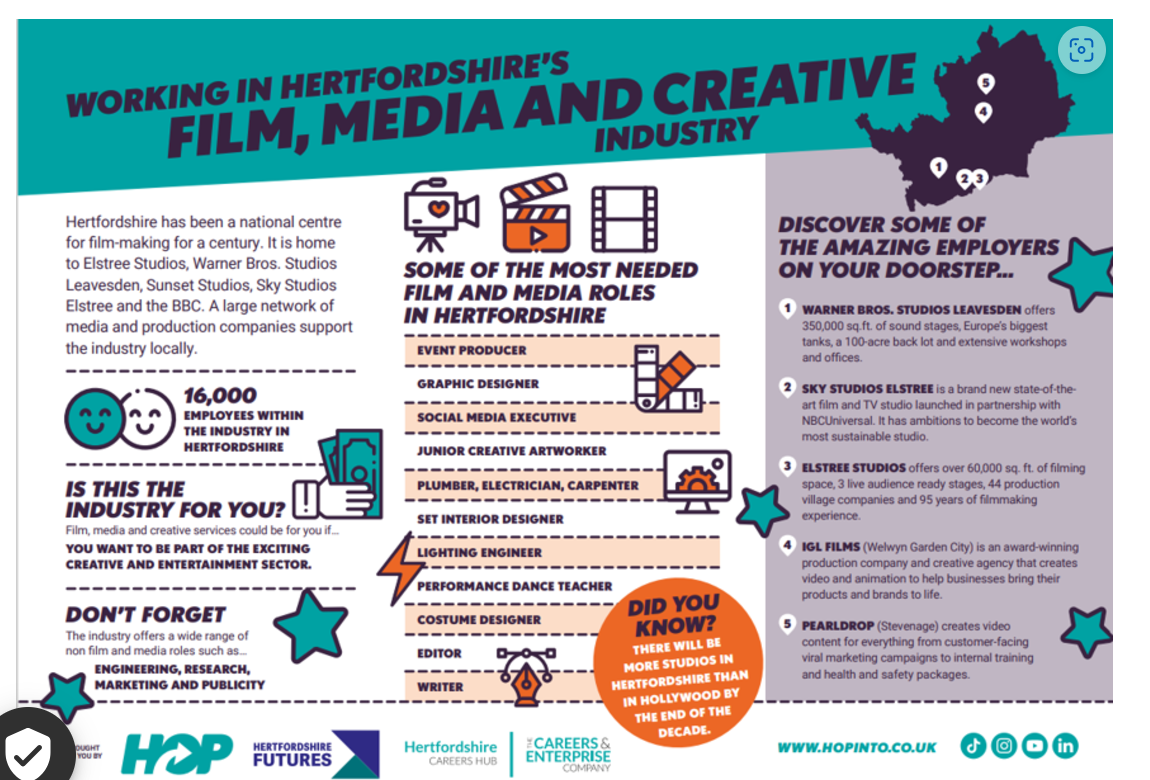 WORKING IN HERTFORDSHIRE'S
FILM, MEDIA AND CREATIVE
INDUSTRY
5
4
1
2
3
Hertfordshire has been a national centre
for film-making for a century. It is home
to Elstree Studios, Warner Bros. Studios
Leavesden, Sunset Studios, Sky Studios
Elstree and the BBC. A large network of
media and production companies support
the industry locally.
16,000
EMPLOYEES WITHIN
THE INDUSTRY IN
HERTFORDSHIRE
IS THIS THE
INDUSTRY FOR YOU?
Film, media and creative services could be for you if...
YOU WANT TO BE PART OF THE EXCITING
CREATIVE AND ENTERTAINMENT SECTOR.
DON'T FORGET
The industry offers a wide range of
non film and media roles such as...
ENGINEERING, RESEARCH,
MARKETING AND PUBLICITY
SOME OF THE MOST NEEDED
FILM AND MEDIA ROLES
IN HERTFORDSHIRE
EVENT PRODUCER
GRAPHIC DESIGNER
SOCIAL MEDIA EXECUTIVE
JUNIOR CREATIVE ARTWORKER
PLUMBER, ELECTRICIAN, CARPENTER
SET INTERIOR DESIGNER
LIGHTING ENGINEER
PERFORMANCE DANCE TEACHER
COSTUME DESIGNER
EDITOR
WRITER
DID YOU
KNOW?
THERE WILL BE
MORE STUDIOS IN
HERTFORDSHIRE THAN
IN HOLLYWOOD BY
THE END OF THE
DECADE.
DISCOVER SOME OF
THE AMAZING EMPLOYERS
ON YOUR DOORSTEP...
1 WARNER BROS. STUDIOS LEAVESDEN offers
350,000 sq.ft. of sound stages, Europe's biggest
tanks, a 100-acre back lot and extensive workshops
and offices.
2 SKY STUDIOS ELSTREE is a brand new state-of-the-
art film and TV studio launched in partnership with
NBCUniversal. It has ambitions to become the world's
most sustainable studio.
3 ELSTREE STUDIOS offers over 60,000 sq. ft. of filming
space, 3 live audience ready stages, 44 production
village companies and 95 years of filmmaking
experience.
4 IGL FILMS (Welwyn Garden City) is an award-winning
production company and creative agency that creates
video and animation to help businesses bring their
products and brands to life.
5 PEARLDROP (Stevenage) creates video
content for everything from customer-facing
viral marketing campaigns to internal training
and health and safety packages.
OUGHT
YOU BY
HOP
HERTFORDSHIRE
FUTURES
Hertfordshire
CAREERS HUB
THE CAREERS &
ENTERPRISE
COMPANY
WWW.HOPINTO.CO.UK
in